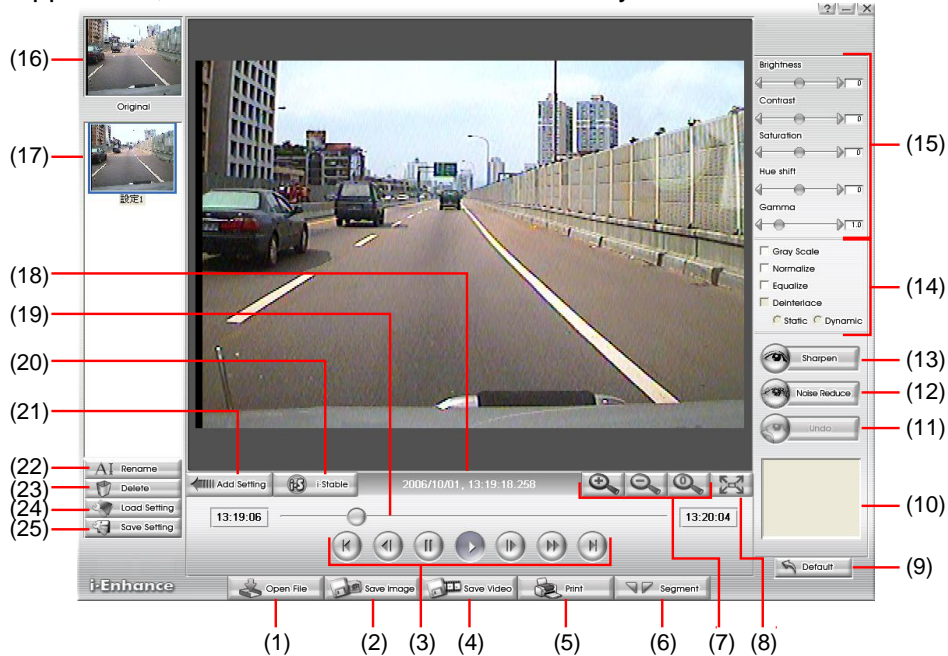 ? — X
(16)
Original
(17)
設定1
(18)
(19)
(20)
(21)
(22)
(23)
(24)
(25)
AI Rename
Delete
Load Setting
Save Setting
Add Setting
i-Stable
2006/10/01, 13:19:18.258
13:19:06
13:20:04
Brightness
0
Contrast
0
Saturation
0
Hue shift
0
Gamma
1.0
(15)
Gray Scale
Normalize
Equalize
Deinterlace
Static
Dynamic
(14)
Sharpen
(13)
Noise Reduce
(12)
Undo
(11)
(10)
Default
(9)
i-Enhance
Open File
Save Image
Save Video
Print
Segment
(1)
(2)
(3)
(4)
(5)
(6)
(7)
(8)